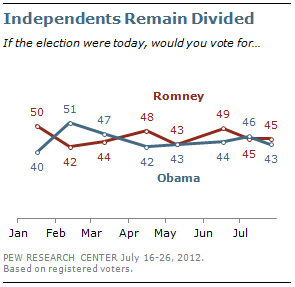 Independents Remain Divided
If the election were today, would you vote for...
Romney
50 51 47 48 43 49 46 45
40 42 44 42 43 44 45 43
Obama
Jan Feb Mar Apr May Jun Jul
PEW RESEARCH CENTER July 16-26, 2012.
Based on registered voters.